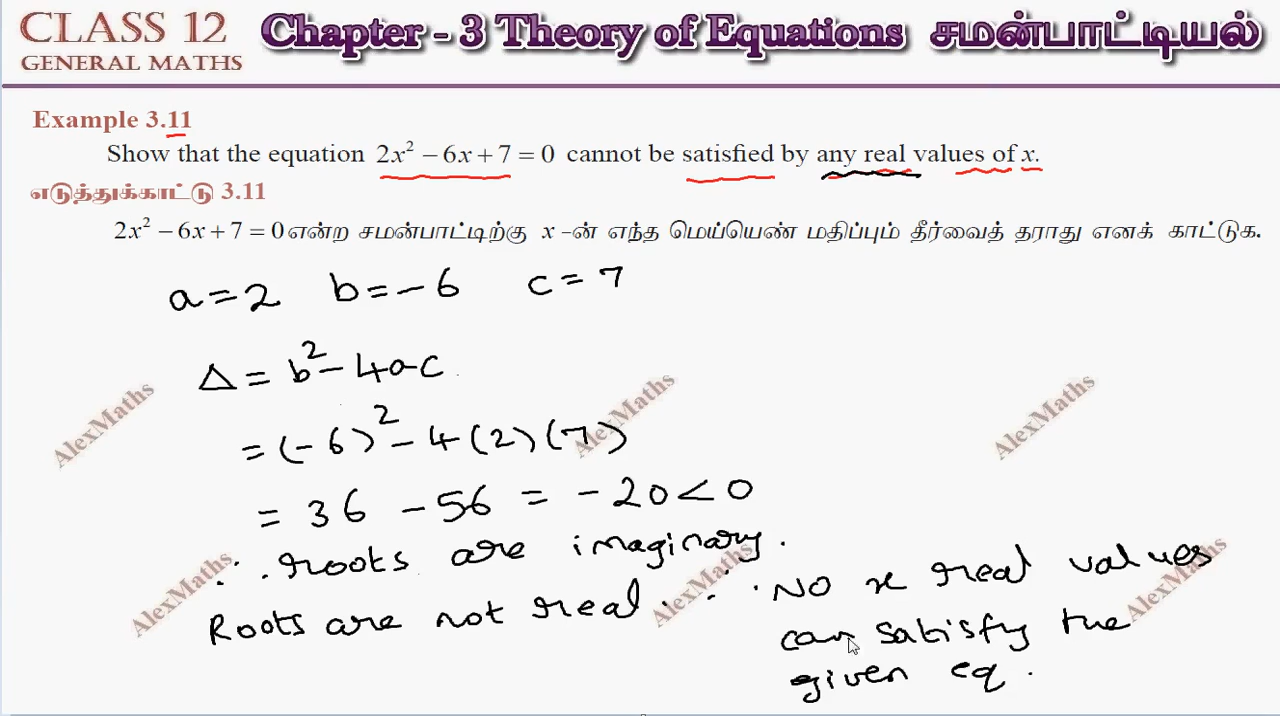 CLASS 12
GENERAL MATHS
Chapter - 3 Theory of Equations சமன்பாட்டியல்
Example 3.11
Show that the equation 2x² − 6x + 7 = 0 cannot be satisfied by any real values of x.
எடுத்துக்காட்டு 3.11
2x² − 6x + 7 = 0 என்ற சமன்பாட்டிற்கு x -ன் எந்த மெய்யெண் மதிப்பும் தீர்வைத் தராது எனக் காட்டுக.
a = 2 b = −6 c = 7
Δ = b² − 4ac
= (−6)² − 4(2)(7)
= 36 − 56 = −20 < 0
∴ Roots are imaginary.
Roots are not real. ∴ No x real values
can satisfy the
given eq.
AlexMaths
AlexMaths
AlexMaths
AlexMaths
AlexMaths
AlexMaths